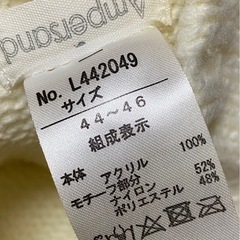 Ampersand
No. L442049
サイズ
44～46
組成表示
本体 アクリル 100%
モチーフ部分
ナイロン 52%
ポリエステル 48%